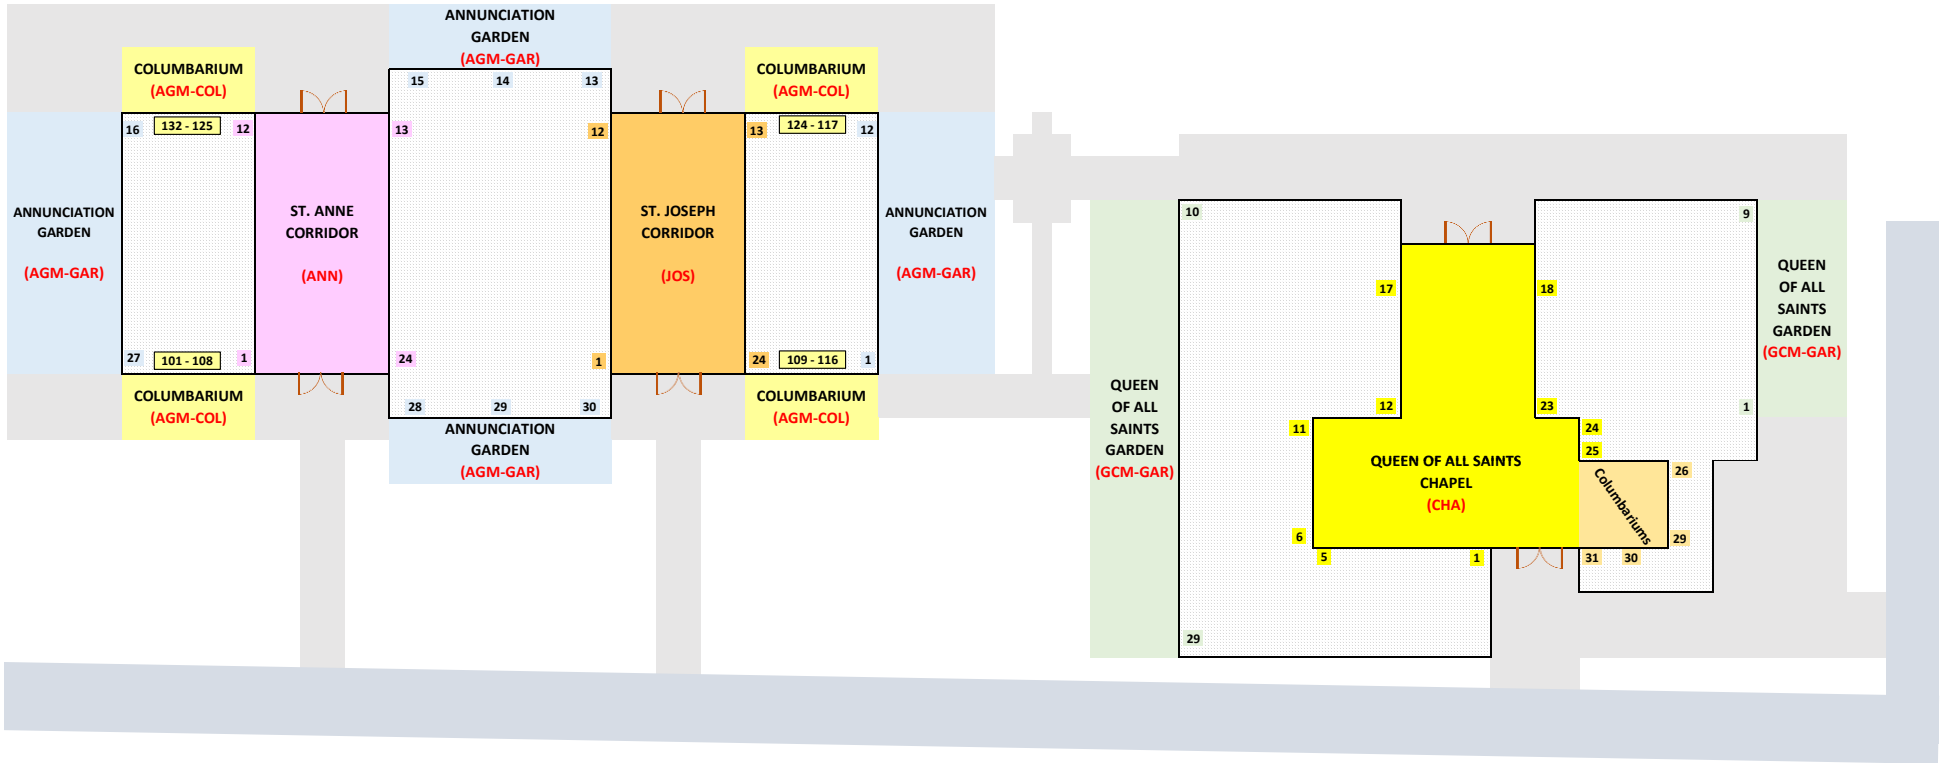 ANNUNCIATION
GARDEN
(AGM-GAR)
COLUMBARIUM
(AGM-COL)
COLUMBARIUM
(AGM-COL)
15
14
13
16
132 - 125
12
13
12
13
124 - 117
12
ANNUNCIATION
GARDEN
(AGM-GAR)
ST. ANNE
CORRIDOR
(ANN)
ST. JOSEPH
CORRIDOR
(JOS)
ANNUNCIATION
GARDEN
(AGM-GAR)
27
101 - 108
1
24
1
24
109 - 116
1
28
29
30
COLUMBARIUM
(AGM-COL)
ANNUNCIATION
GARDEN
(AGM-GAR)
COLUMBARIUM
(AGM-COL)
10
9
17
18
QUEEN
OF ALL
SAINTS
GARDEN
(GCM-GAR)
QUEEN
OF ALL
SAINTS
GARDEN
(GCM-GAR)
12
23
1
11
24
25
QUEEN OF ALL SAINTS
CHAPEL
(CHA)
Columbariums
26
6
29
5
1
31
30
29